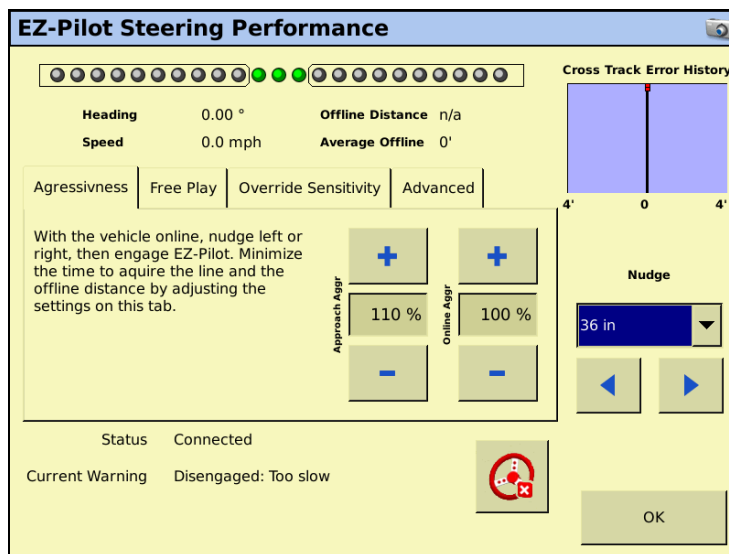 EZ-Pilot Steering Performance
Cross Track Error History
Heading 0.00 ° Offline Distance n/a
Speed 0.0 mph Average Offline 0'
4' 0 4'
Agressivness Free Play Override Sensitivity Advanced
With the vehicle online, nudge left or
right, then engage EZ-Pilot. Minimize
the time to aquire the line and the
offline distance by adjusting the
settings on this tab.
Approach Aggr
+
110 %
-
Online Aggr
+
100 %
-
Nudge
36 in
Status Connected
Current Warning Disengaged: Too slow
OK